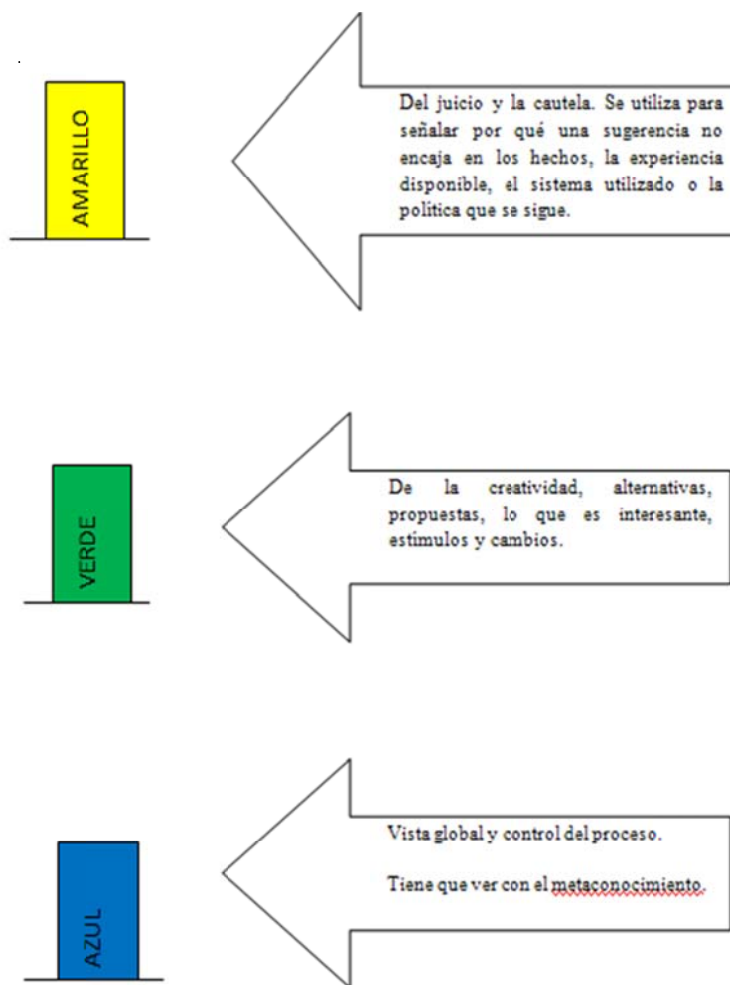 AMARILLO
Del juicio y la cautela. Se utiliza para
señalar por qué una sugerencia no
encaja en los hechos, la experiencia
disponible, el sistema utilizado o la
política que se sigue.
VERDE
De la creatividad, alternativas,
propuestas, lo que es interesante,
estímulos y cambios.
AZUL
Vista global y control del proceso.
Tiene que ver con el metaconocimiento.